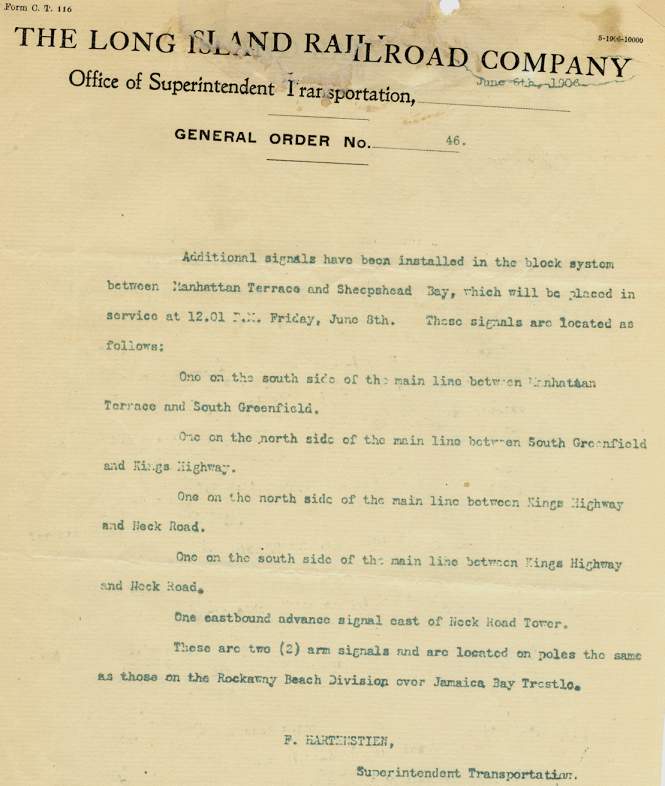 Form C. T. 116
5-1906-10000
THE LONG ISLAND RAILROAD COMPANY
Office of Superintendent Transportation,
June 6th, 1906
GENERAL ORDER No. 46.
Additional signals have been installed in the block system
between Manhattan Terrace and Sheepshead Bay, which will be placed in
service at 12.01 P.M. Friday, June 8th. These signals are located as
follows:
One on the south side of the main line between Manhattan
Terrace and South Greenfield.
One on the north side of the main line between South Greenfield
and Kings Highway.
One on the north side of the main line between Kings Highway
and Neck Road.
One on the south side of the main line between Kings Highway
and Neck Road.
One eastbound advance signal east of Neck Road Tower.
These are two (2) arm signals and are located on poles the same
as those on the Rockaway Beach Division over Jamaica Bay Trestle.
F. HARTENSTIEN,
Superintendent Transportation.